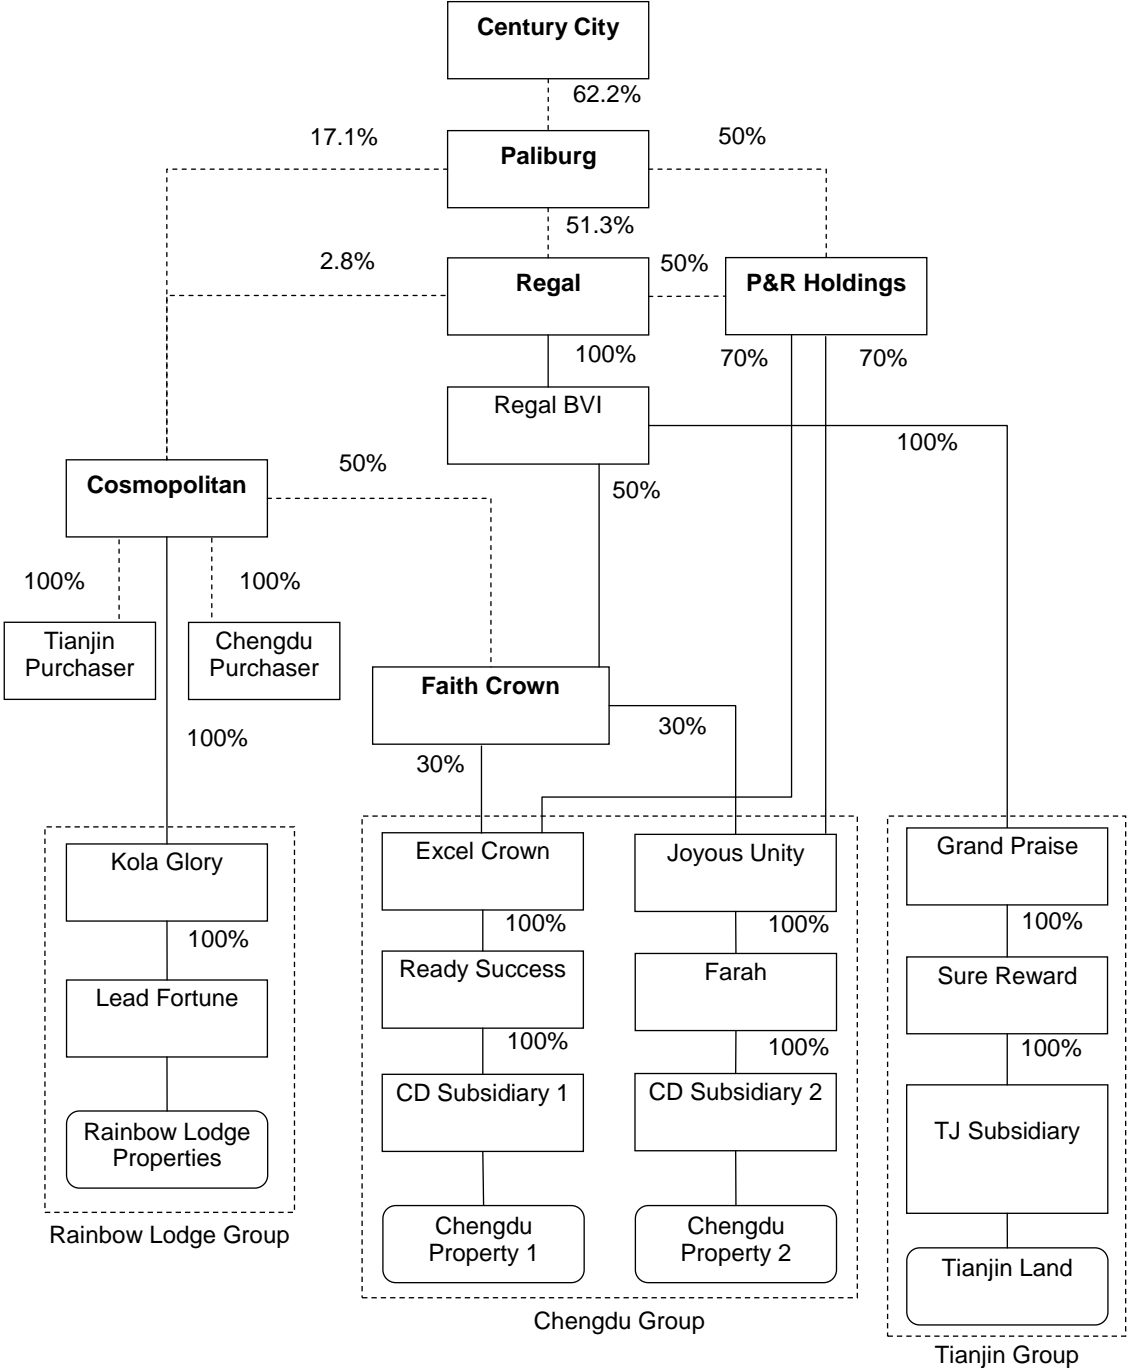 Century City
62.2%
17.1%
Paliburg
50%
51.3%
2.8%
Regal
50%
P&R Holdings
100%
70%
70%
Regal BVI
100%
Cosmopolitan
50%
50%
100%
100%
Tianjin
Purchaser
Chengdu
Purchaser
Faith Crown
100%
30%
30%
Kola Glory
Excel Crown
Joyous Unity
Grand Praise
100%
100%
100%
100%
Lead Fortune
Ready Success
Farah
Sure Reward
100%
100%
100%
Rainbow Lodge
Properties
CD Subsidiary 1
CD Subsidiary 2
TJ Subsidiary
Rainbow Lodge Group
Chengdu
Property 1
Chengdu
Property 2
Tianjin Land
Chengdu Group
Tianjin Group